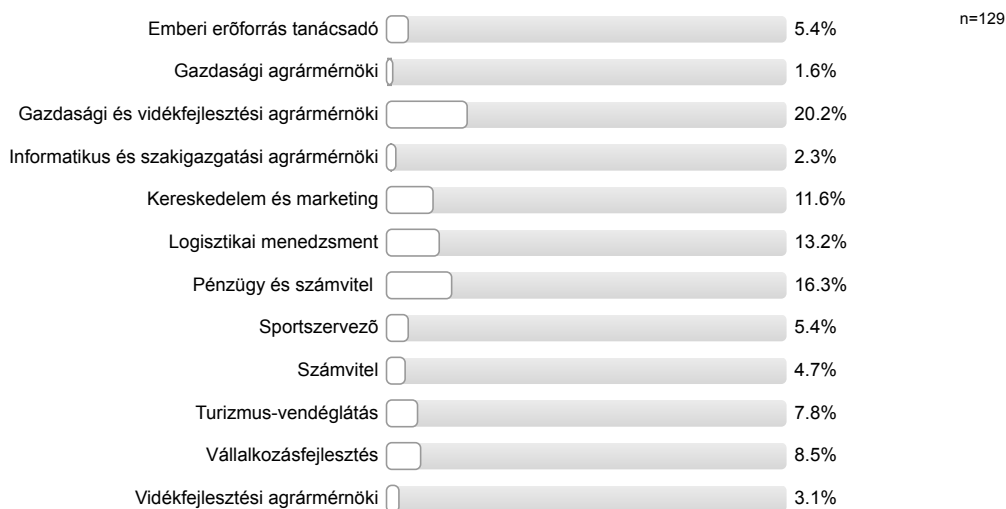 n=129
Emberi erõforrás tanácsadó 5.4%
Gazdasági agrármérnöki 1.6%
Gazdasági és vidékfejlesztési agrármérnöki 20.2%
Informatikus és szakigazgatási agrármérnöki 2.3%
Kereskedelem és marketing 11.6%
Logisztikai menedzsment 13.2%
Pénzügy és számvitel 16.3%
Sportszervezõ 5.4%
Számvitel 4.7%
Turizmus-vendéglátás 7.8%
Vállalkozásfejlesztés 8.5%
Vidékfejlesztési agrármérnöki 3.1%